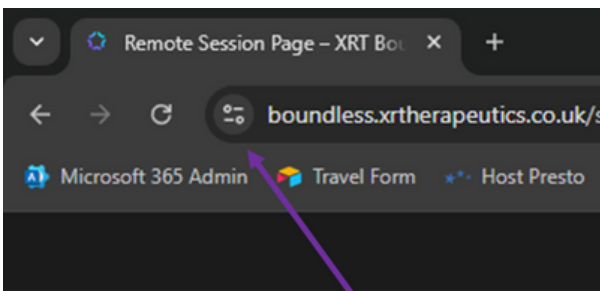 Remote Session Page – XRT Bou
boundless.xrtherapeutics.co.uk/s
Microsoft 365 Admin Travel Form Host Presto